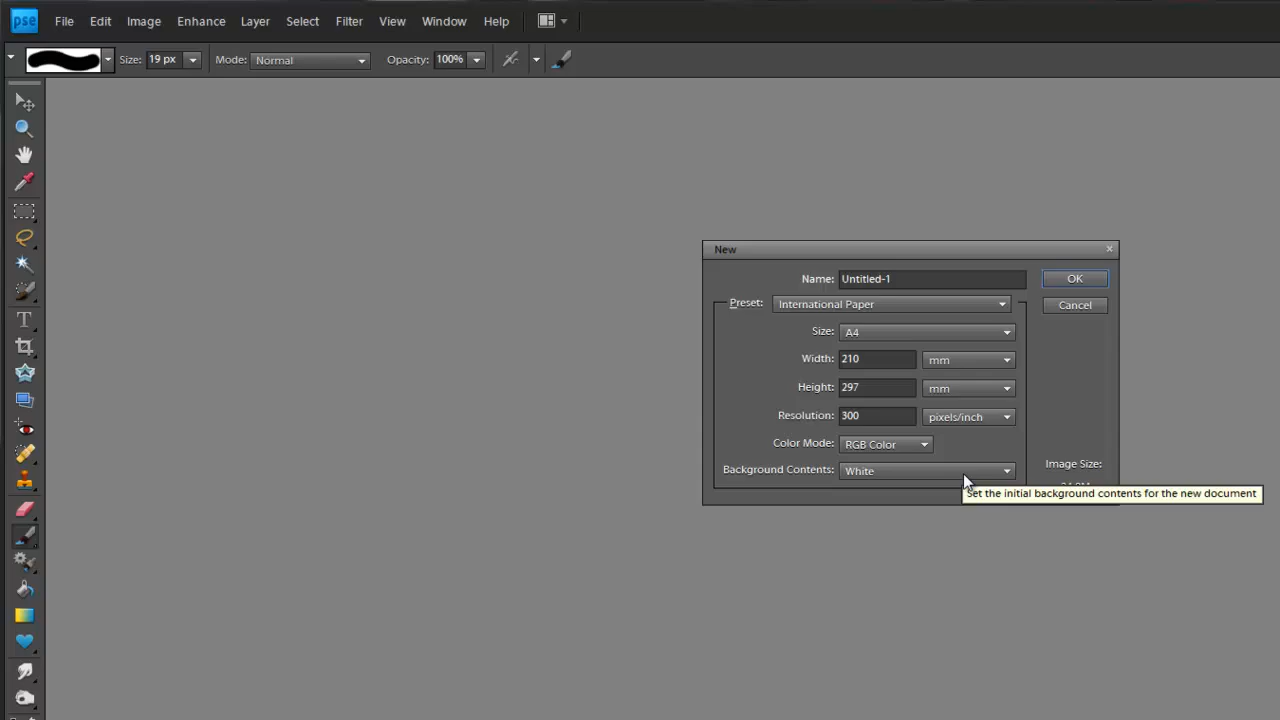 pse File Edit Image Enhance Layer Select Filter View Window Help
Size: 19 px Mode: Normal Opacity: 100%
New
Name: Untitled-1 OK
Preset: International Paper Cancel
Size: A4
Width: 210 mm
Height: 297 mm
Resolution: 300 pixels/inch
Color Mode: RGB Color
Background Contents: White Image Size:
Set the initial background contents for the new document
T